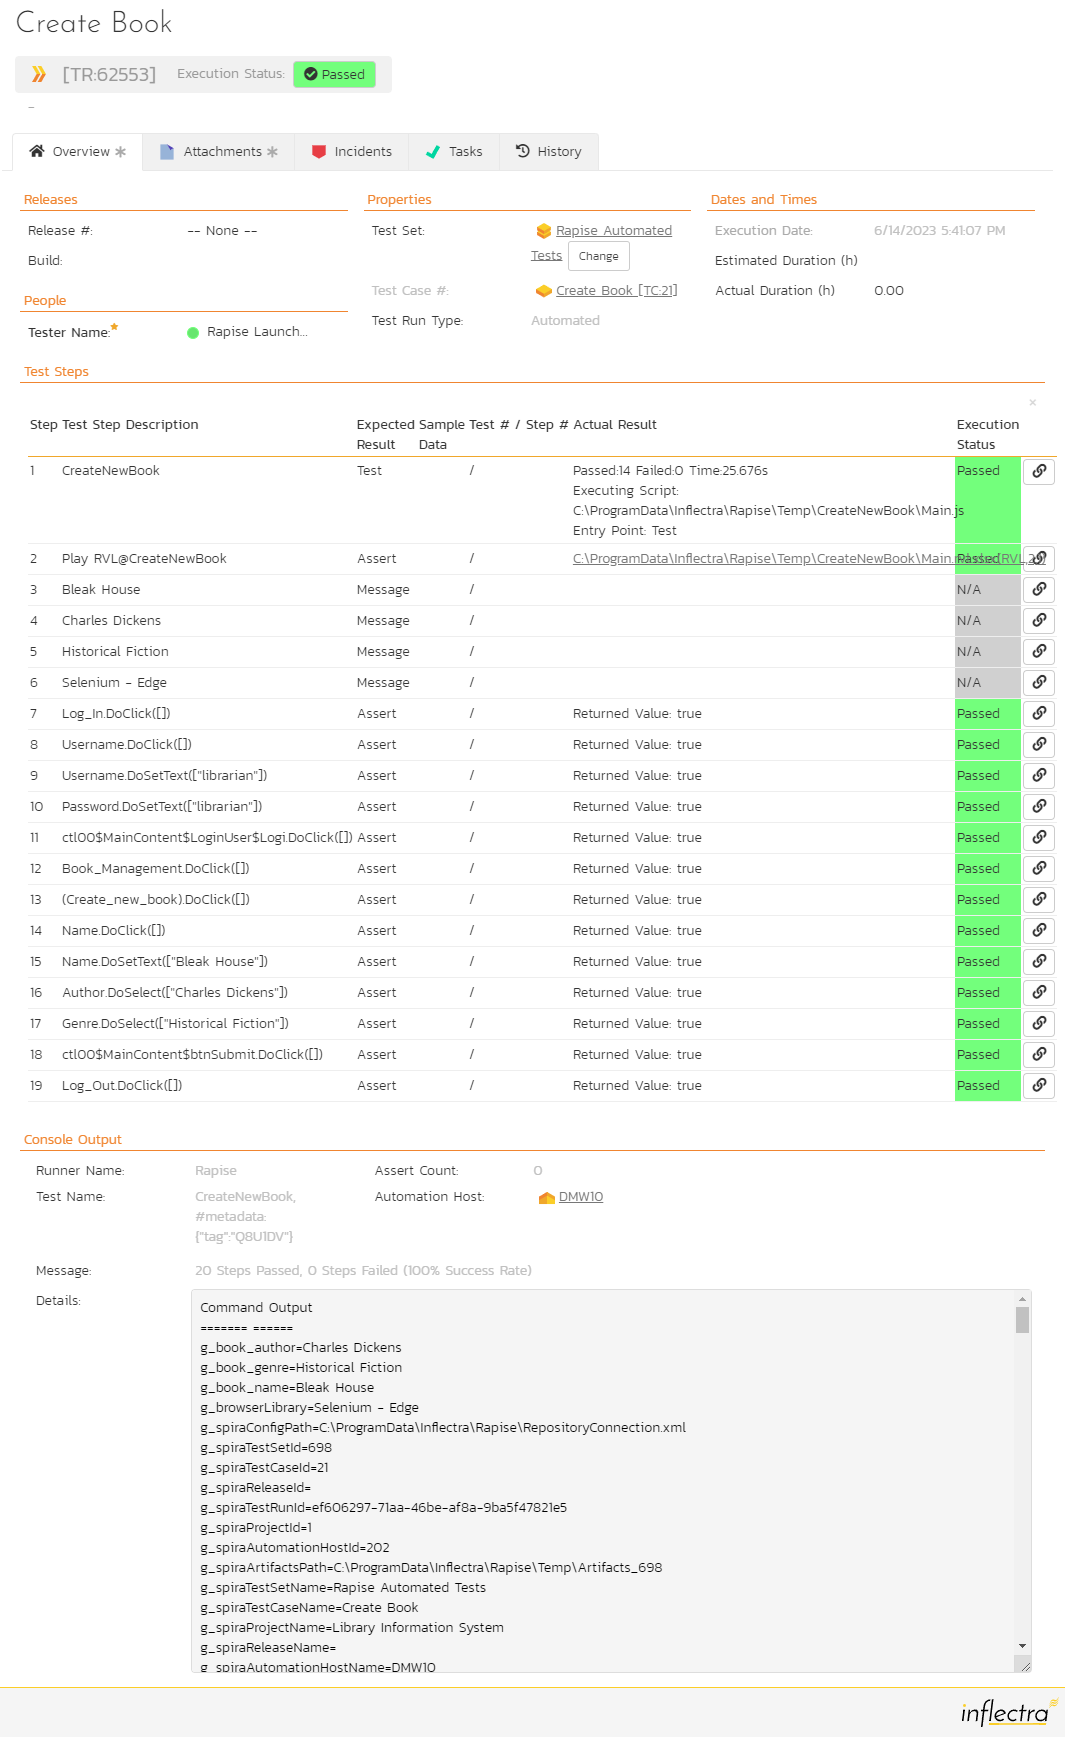 Create Book
[TR:62553] Execution Status: Passed
-
Overview Attachments Incidents Tasks History
Releases
Release #: -- None --
Build:
People
Tester Name: Rapise Launch...
Properties
Test Set: Rapise Automated
Tests Change
Test Case #: Create Book [TC:21]
Test Run Type: Automated
Dates and Times
Execution Date: 6/14/2023 5:41:07 PM
Estimated Duration (h)
Actual Duration (h) 0.00
Test Steps
×
Step Test Step Description Expected Sample Test # / Step # Actual Result Execution
Result Data Status
1 CreateNewBook Test / Passed:14 Failed:0 Time:25.676s Passed
Executing Script:
C:\ProgramData\Inflectra\Rapise\Temp\CreateNewBook\Main.js
Entry Point: Test
2 Play RVL@CreateNewBook Assert / C:\ProgramData\Inflectra\Rapise\Temp\CreateNewBook\Main. Passed
3 Bleak House Message / N/A
4 Charles Dickens Message / N/A
5 Historical Fiction Message / N/A
6 Selenium - Edge Message / N/A
7 Log_In.DoClick([]) Assert / Returned Value: true Passed
8 Username.DoClick([]) Assert / Returned Value: true Passed
9 Username.DoSetText(["librarian"]) Assert / Returned Value: true Passed
10 Password.DoSetText(["librarian"]) Assert / Returned Value: true Passed
11 ctl00$MainContent$LoginUser$Logi.DoClick([]) Assert / Returned Value: true Passed
12 Book_Management.DoClick([]) Assert / Returned Value: true Passed
13 (Create_new_book).DoClick([]) Assert / Returned Value: true Passed
14 Name.DoClick([]) Assert / Returned Value: true Passed
15 Name.DoSetText(["Bleak House"]) Assert / Returned Value: true Passed
16 Author.DoSelect(["Charles Dickens"]) Assert / Returned Value: true Passed
17 Genre.DoSelect(["Historical Fiction"]) Assert / Returned Value: true Passed
18 ctl00$MainContent$btnSubmit.DoClick([]) Assert / Returned Value: true Passed
19 Log_Out.DoClick([]) Assert / Returned Value: true Passed
Console Output
Runner Name: Rapise Assert Count: 0
Test Name: CreateNewBook, Automation Host: DMW10
#metadata:
{"tag":"Q8U1DV"}
Message: 20 Steps Passed, 0 Steps Failed (100% Success Rate)
Details:
Command Output
======= ======
g_book_author=Charles Dickens
g_book_genre=Historical Fiction
g_book_name=Bleak House
g_browserLibrary=Selenium - Edge
g_spiraConfigPath=C:\ProgramData\Inflectra\Rapise\RepositoryConnection.xml
g_spiraTestSetId=698
g_spiraTestCaseId=21
g_spiraReleaseId=
g_spiraTestRunId=ef606297-71aa-46be-af8a-9ba5f47821e5
g_spiraProjectId=1
g_spiraAutomationHostId=202
g_spiraArtifactsPath=C:\ProgramData\Inflectra\Rapise\Temp\Artifacts_698
g_spiraTestSetName=Rapise Automated Tests
g_spiraTestCaseName=Create Book
g_spiraProjectName=Library Information System
g_spiraReleaseName=
g_spiraAutomationHostName=DMW10
inflectra